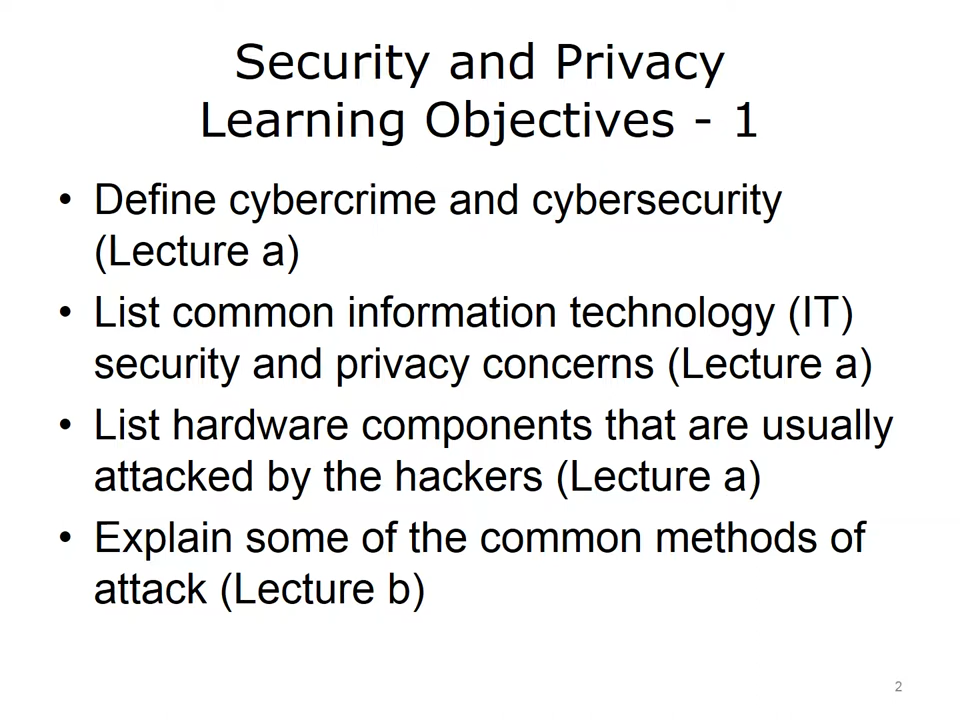 Security and Privacy
Learning Objectives - 1
• Define cybercrime and cybersecurity
(Lecture a)
• List common information technology (IT)
security and privacy concerns (Lecture a)
• List hardware components that are usually
attacked by the hackers (Lecture a)
• Explain some of the common methods of
attack (Lecture b)
2